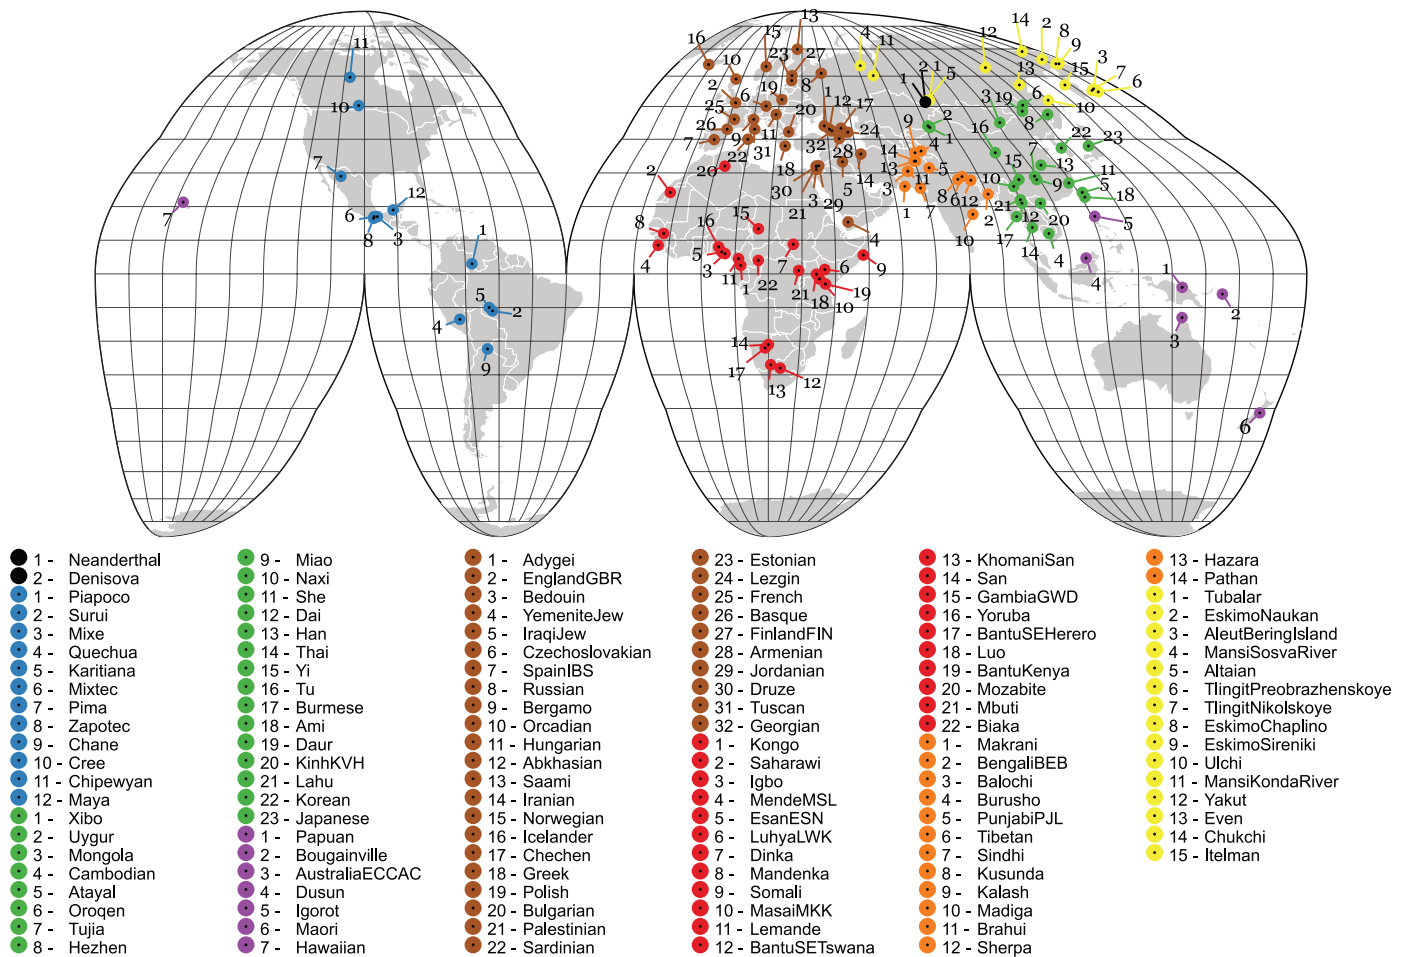 1 - Neanderthal
2 - Denisova
1 - Piapoco
2 - Surui
3 - Mixe
4 - Quechua
5 - Karitiana
6 - Mixtec
7 - Pima
8 - Zapotec
9 - Chane
10 - Cree
11 - Chipewyan
12 - Maya
1 - Xibo
2 - Uygur
3 - Mongola
4 - Cambodian
5 - Atayal
6 - Oroqen
7 - Tujia
8 - Hezhen
9 - Miao
10 - Naxi
11 - She
12 - Dai
13 - Han
14 - Thai
15 - Yi
16 - Tu
17 - Burmese
18 - Ami
19 - Daur
20 - KinhKVH
21 - Lahu
22 - Korean
23 - Japanese
1 - Papuan
2 - Bougainville
3 - AustraliaECCAC
4 - Dusun
5 - Igorot
6 - Maori
7 - Hawaiian
1 - Adygei
2 - EnglandGBR
3 - Bedouin
4 - YemeniteJew
5 - IraqiJew
6 - Czechoslovakian
7 - SpainIBS
8 - Russian
9 - Bergamo
10 - Orcadian
11 - Hungarian
12 - Abkhasian
13 - Saami
14 - Iranian
15 - Norwegian
16 - Icelander
17 - Chechen
18 - Greek
19 - Polish
20 - Bulgarian
21 - Palestinian
22 - Sardinian
23 - Estonian
24 - Lezgin
25 - French
26 - Basque
27 - FinlandFIN
28 - Armenian
29 - Jordanian
30 - Druze
31 - Tuscan
32 - Georgian
1 - Kongo
2 - Saharawi
3 - Igbo
4 - MendeMSL
5 - EsanESN
6 - LuhyaLWK
7 - Dinka
8 - Mandenka
9 - Somali
10 - MasaiMKK
11 - Lemande
12 - BantuSETswana
13 - KhomaniSan
14 - San
15 - GambiaGWD
16 - Yoruba
17 - BantuSEHerero
18 - Luo
19 - BantuKenya
20 - Mozabite
21 - Mbuti
22 - Biaka
1 - Makrani
2 - BengaliBEB
3 - Balochi
4 - Burusho
5 - PunjabiPJL
6 - Tibetan
7 - Sindhi
8 - Kusunda
9 - Kalash
10 - Madiga
11 - Brahui
12 - Sherpa
13 - Hazara
14 - Pathan
1 - Tubalar
2 - EskimoNaukan
3 - AleutBeringIsland
4 - MansiSosvaRiver
5 - Altaian
6 - TlingitPreobrazhenskoye
7 - TlingitNikolskoye
8 - EskimoChaplino
9 - EskimoSireniki
10 - Ulchi
11 - MansiKondaRiver
12 - Yakut
13 - Even
14 - Chukchi
15 - Itelman